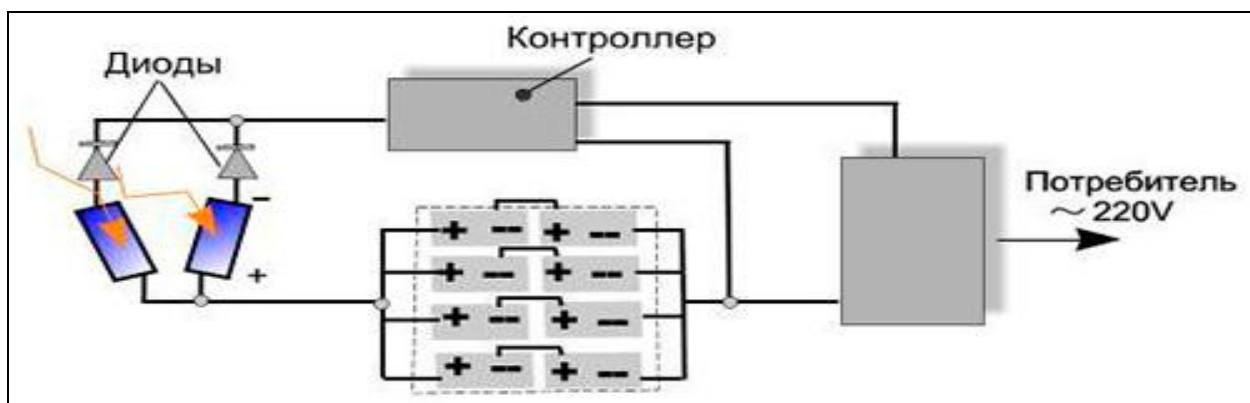 Контроллер
Диоды
Потребитель
~ 220V
−
+
+ -- + --
+ -- + --
+ -- + --
+ -- + --